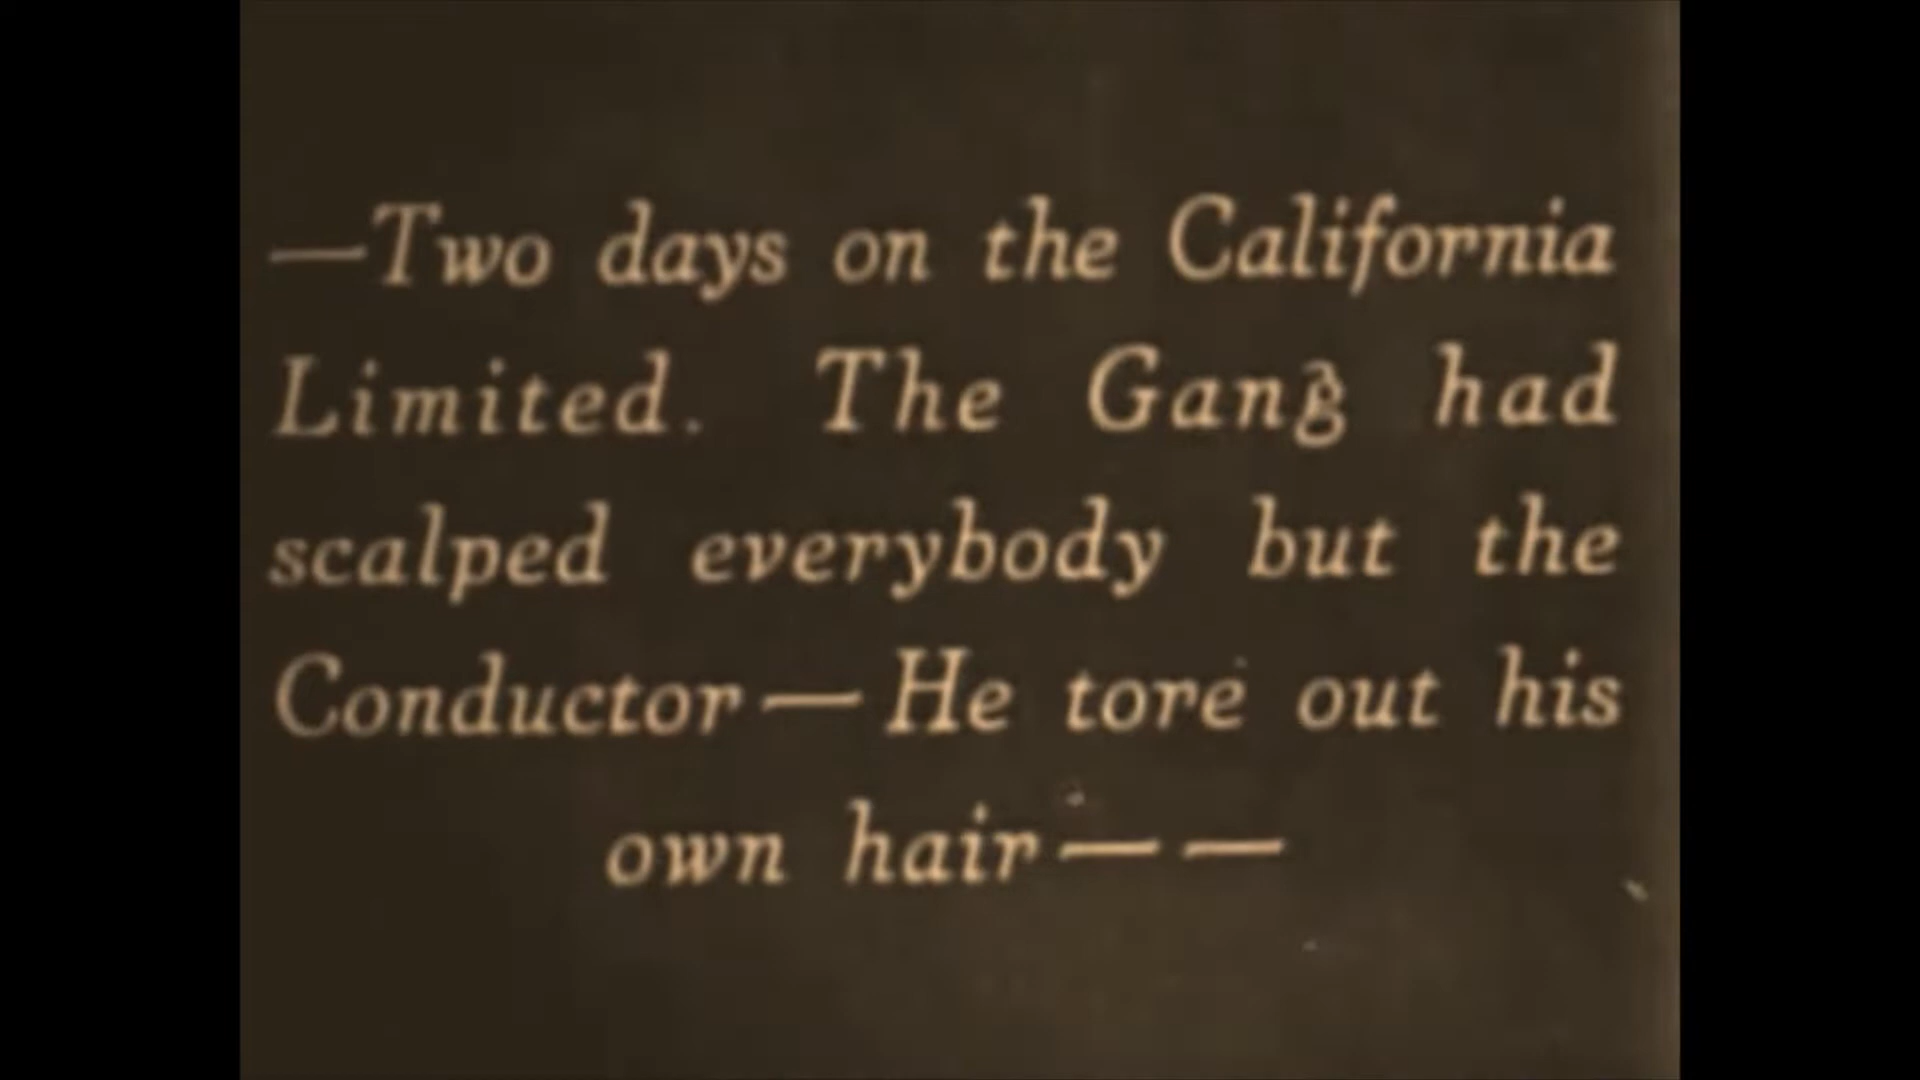 —Two days on the California
Limited. The Gang had
scalped everybody but the
Conductor—He tore out his
own hair——